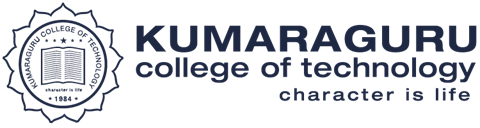 KUMARAGURU COLLEGE OF TECHNOLOGY
character is life
• 1984 •
KUMARAGURU
college of technology
character is life